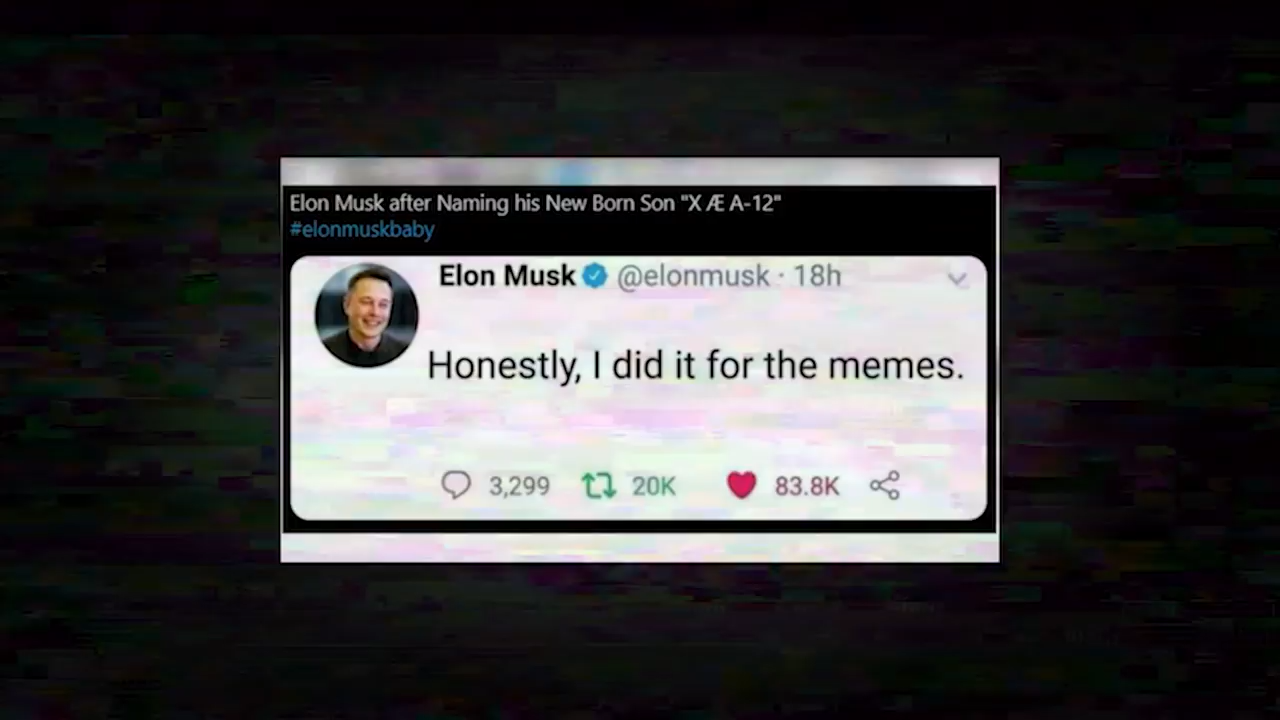 Elon Musk after Naming his New Born Son "X Æ A-12"
#elonmuskbaby
Elon Musk @elonmusk · 18h
Honestly, I did it for the memes.
3,299 20K 83.8K